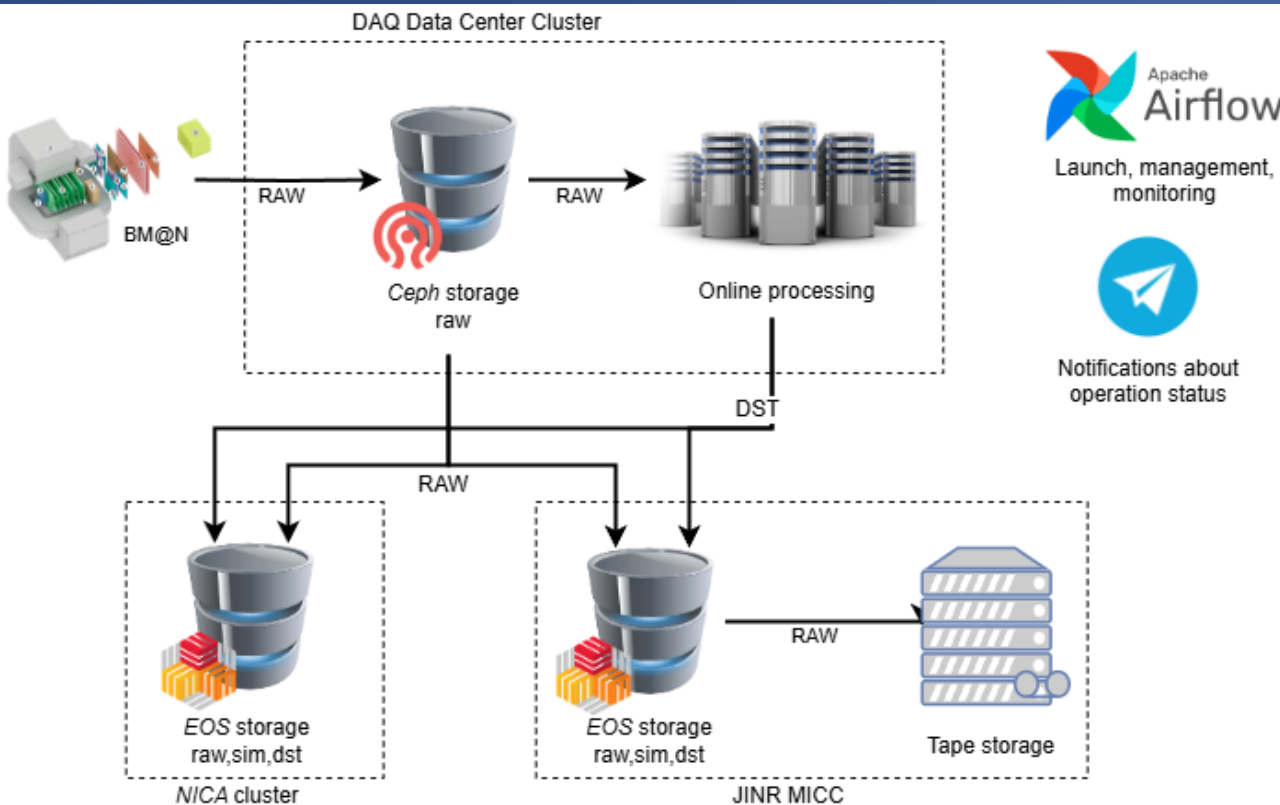 DAQ Data Center Cluster
Apache
Airflow
Launch, management,
monitoring
RAW
RAW
BM@N
Ceph storage
raw
Online processing
Notifications about
operation status
DST
RAW
RAW
EOS storage
raw,sim,dst
EOS storage
raw,sim,dst
Tape storage
NICA cluster
JINR MICC